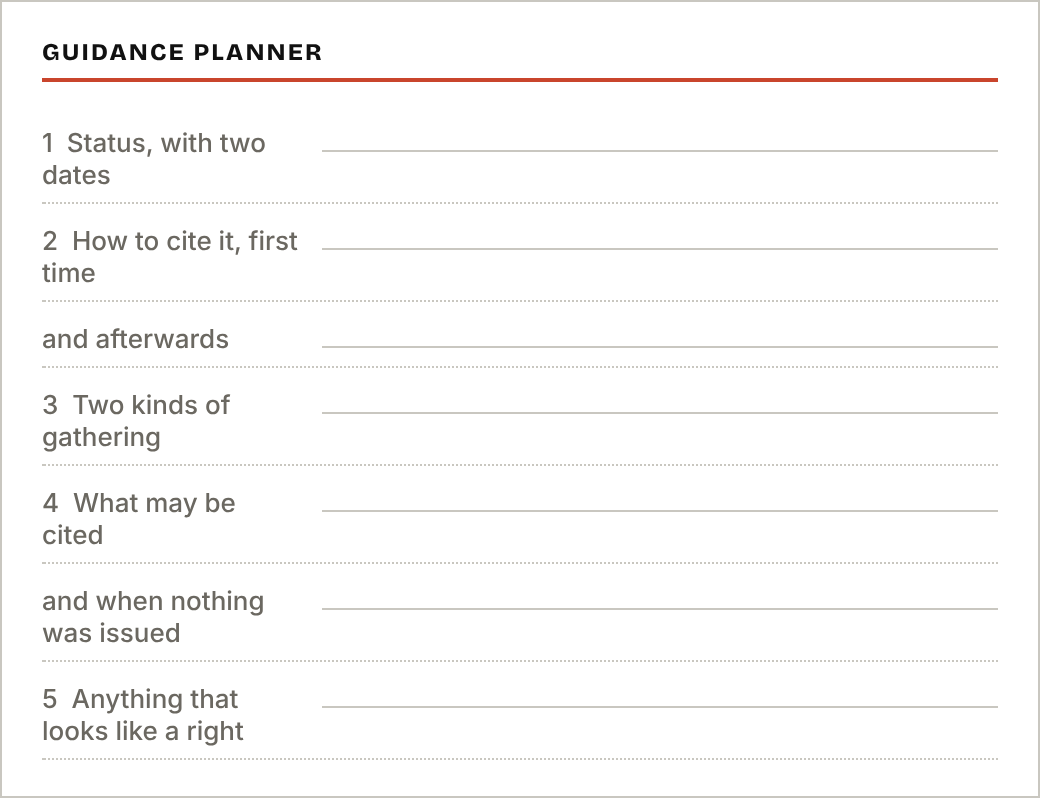 GUIDANCE PLANNER
1 Status, with two
dates
2 How to cite it, first
time
and afterwards
3 Two kinds of
gathering
4 What may be
cited
and when nothing
was issued
5 Anything that
looks like a right